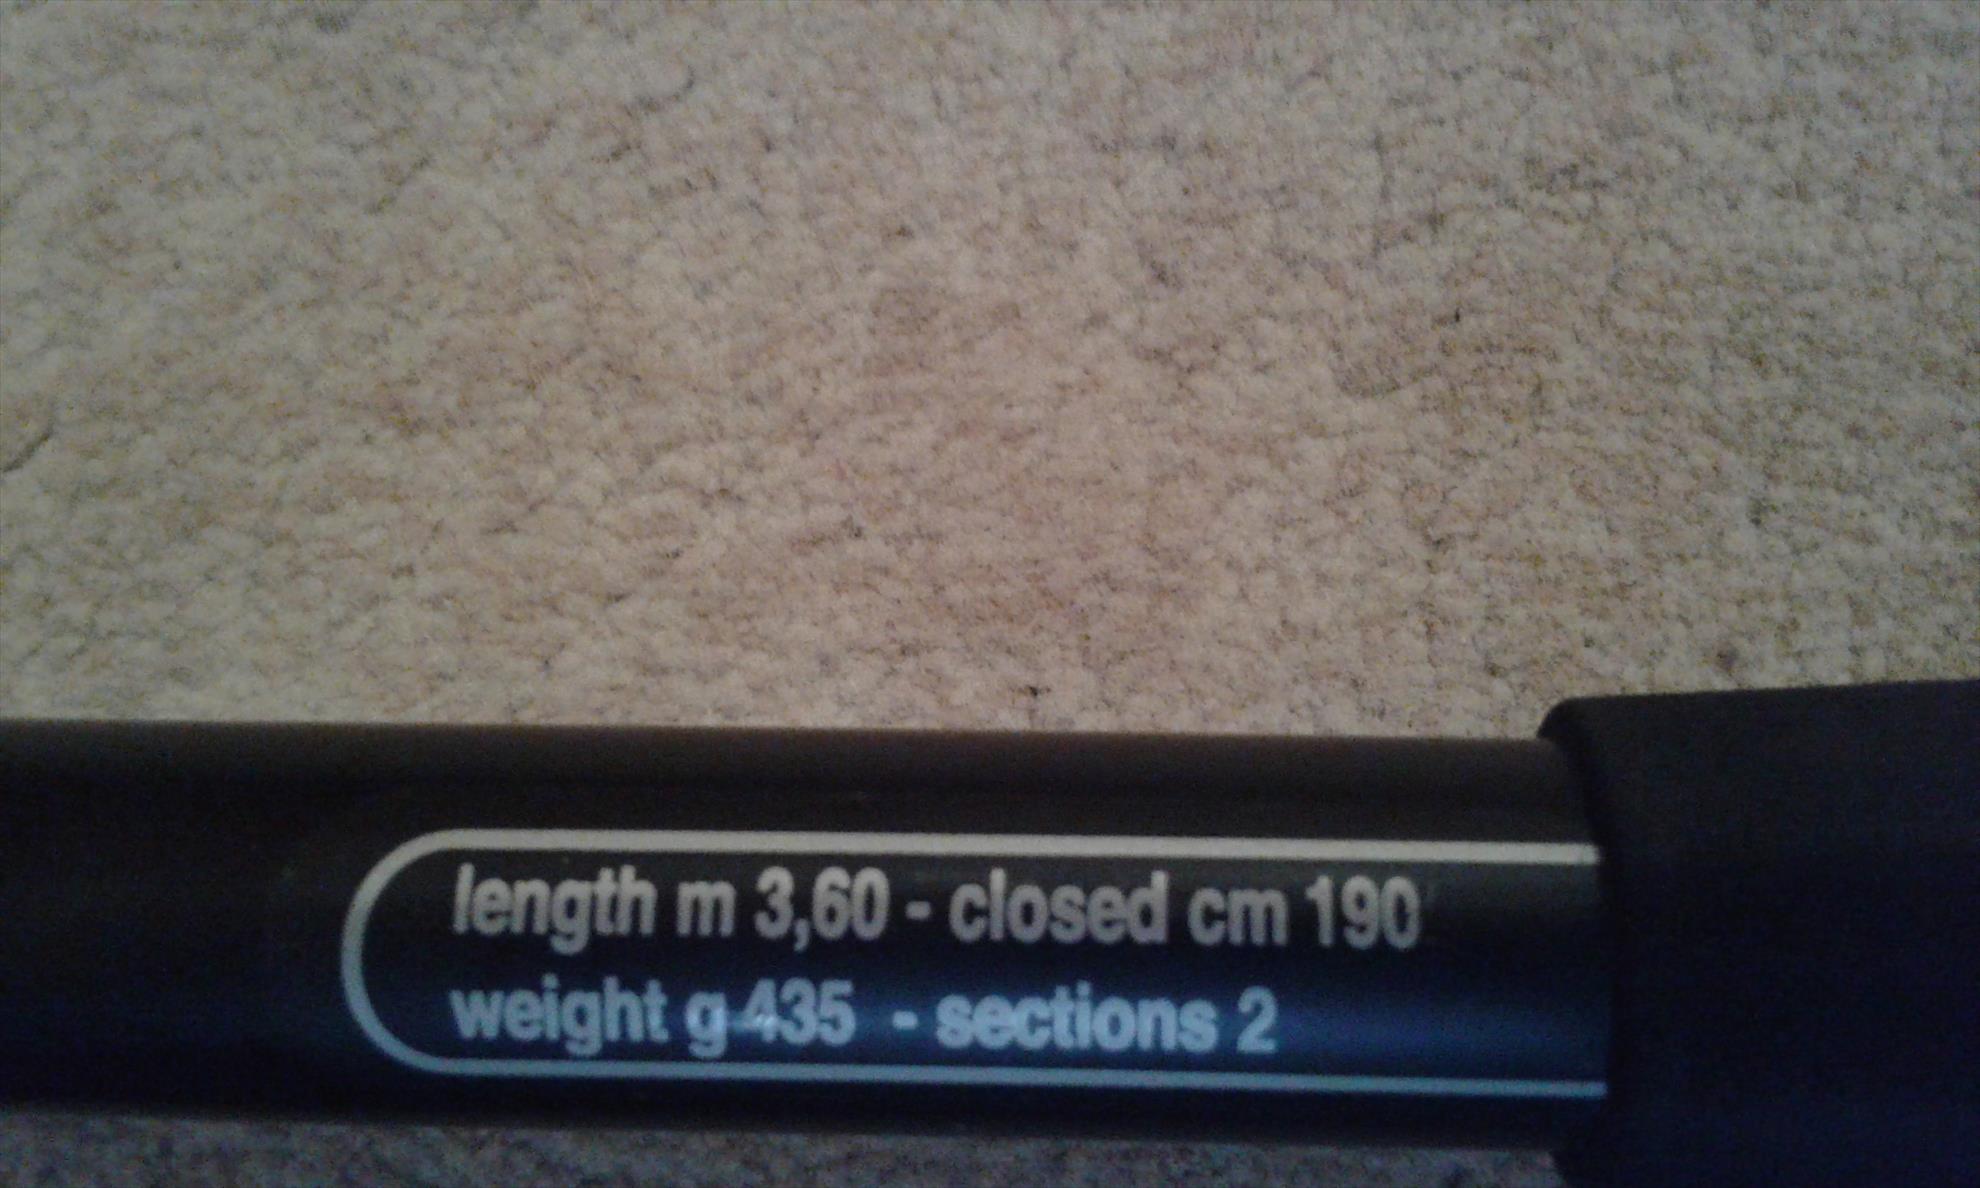 length m 3,60 - closed cm 190
weight g 435 - sections 2